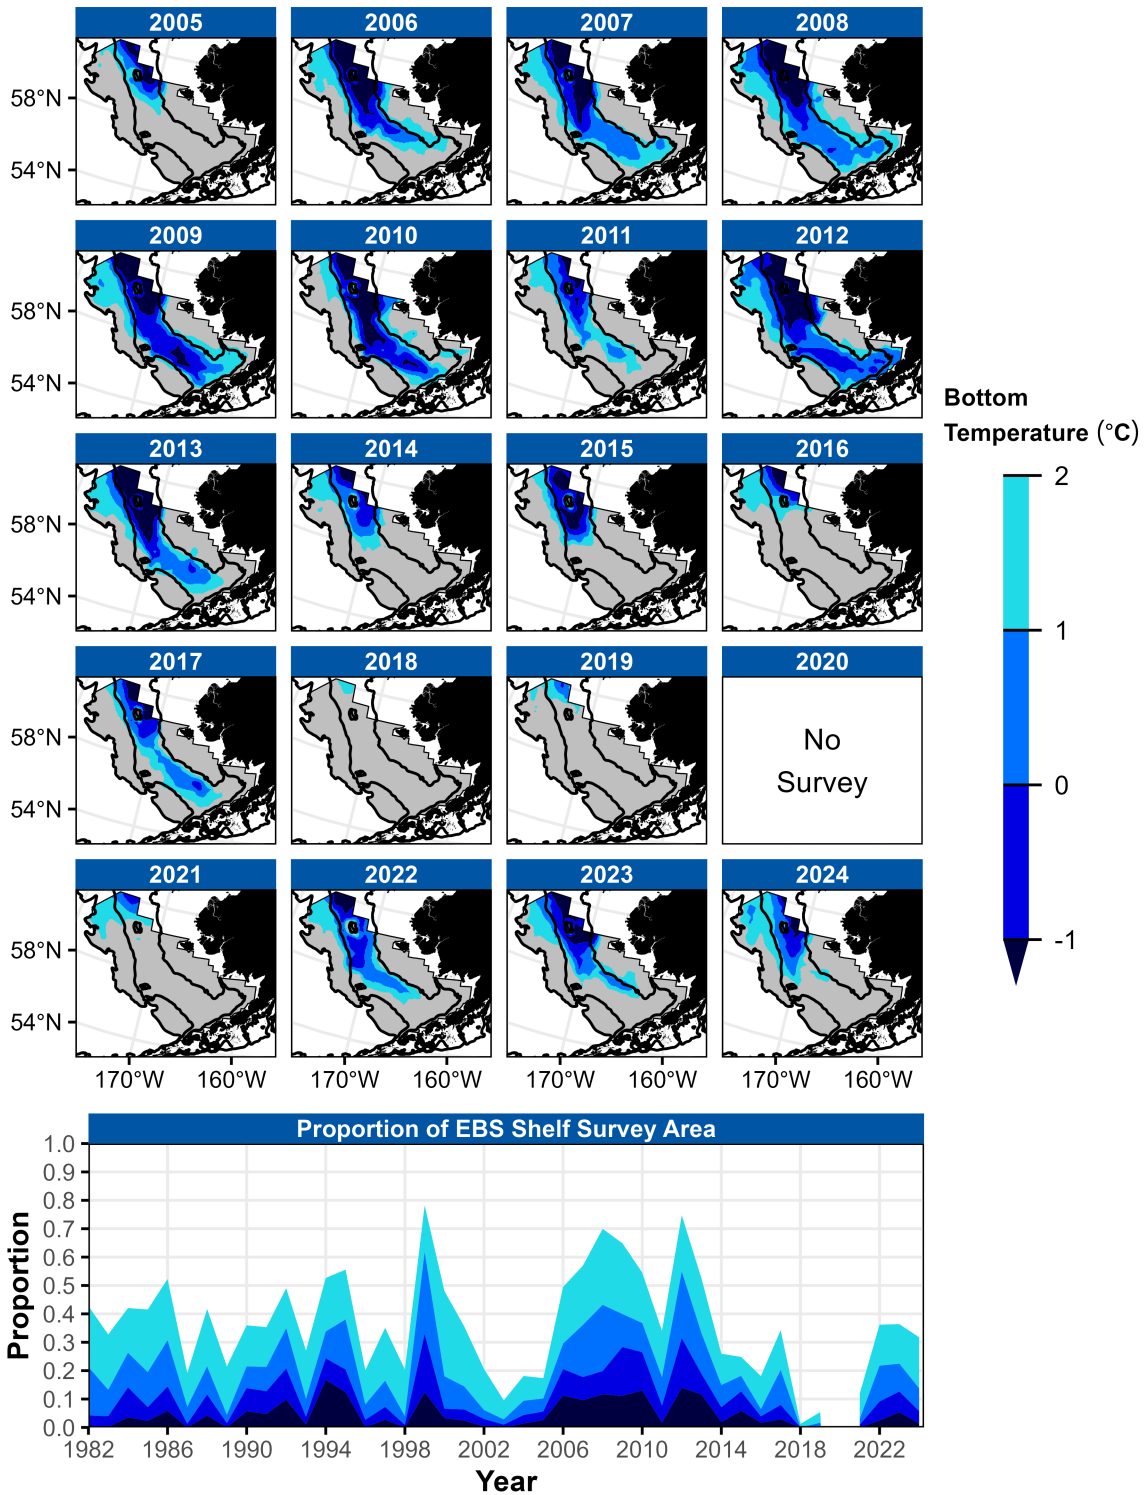 2005 2006 2007 2008
58°N
54°N
2009 2010 2011 2012
58°N
54°N
2013 2014 2015 2016
58°N
54°N
2017 2018 2019 2020
58°N
54°N
No
Survey
2021 2022 2023 2024
58°N
54°N
170°W 160°W 170°W 160°W 170°W 160°W 170°W 160°W
Bottom
Temperature (°C)
2
1
0
-1
Proportion of EBS Shelf Survey Area
Proportion
1.0
0.9
0.8
0.7
0.6
0.5
0.4
0.3
0.2
0.1
0.0
1982 1986 1990 1994 1998 2002 2006 2010 2014 2018 2022
Year